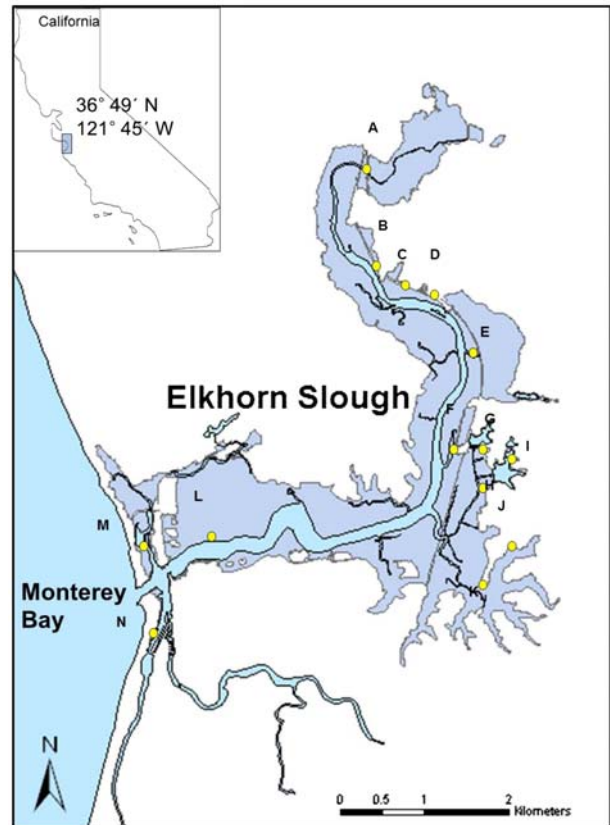 California
36° 49´ N
121° 45´ W
A
B
C
D
E
Elkhorn Slough
F
G
I
H
L
J
M
K
Monterey
Bay
N
N
0 0.5 1 2
Kilometers